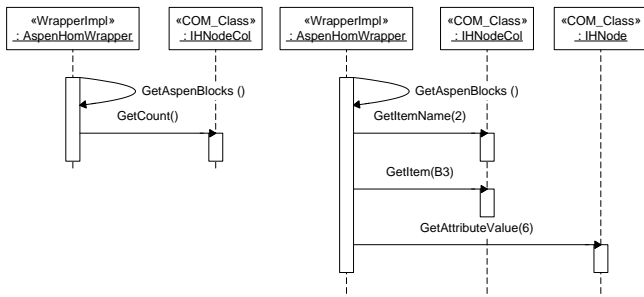 «WrapperImpl»
: AspenHomWrapper
«COM_Class»
: IHNodeCol
GetAspenBlocks ()
GetCount()
«WrapperImpl»
: AspenHomWrapper
«COM_Class»
: IHNodeCol
«COM_Class»
: IHNode
GetAspenBlocks ()
GetItemName(2)
GetItem(B3)
GetAttributeValue(6)